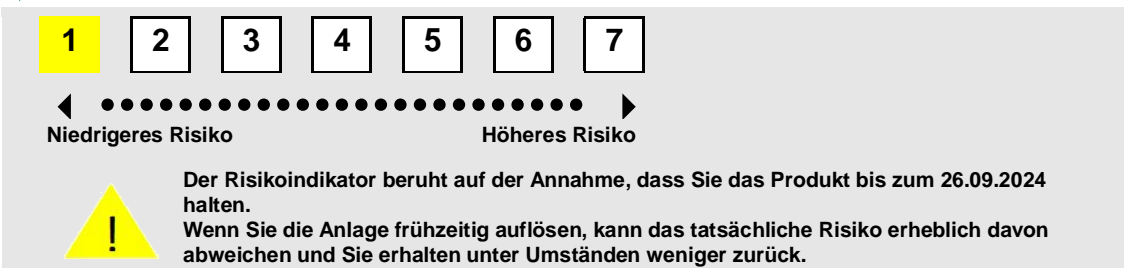 1 2 3 4 5 6 7
Niedrigeres Risiko Höheres Risiko
Der Risikoindikator beruht auf der Annahme, dass Sie das Produkt bis zum 26.09.2024
halten.
!
Wenn Sie die Anlage frühzeitig auflösen, kann das tatsächliche Risiko erheblich davon
abweichen und Sie erhalten unter Umständen weniger zurück.